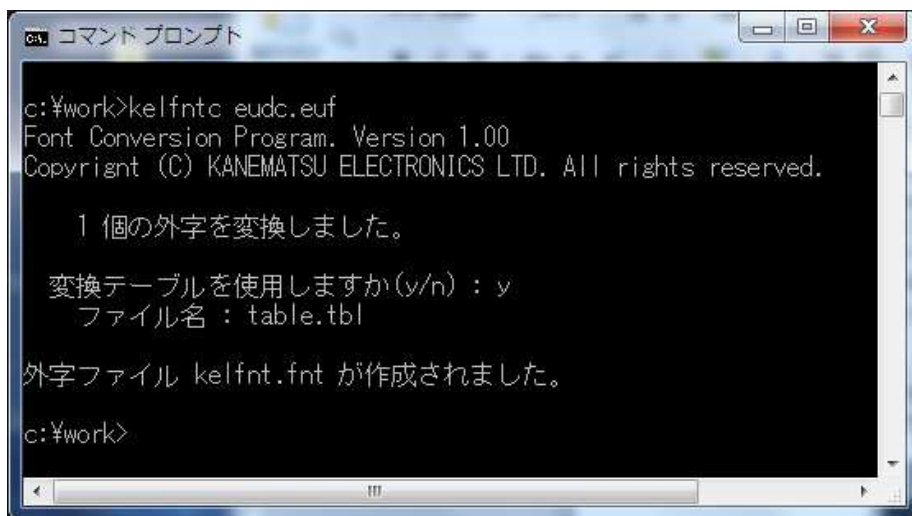 コマンド プロンプト
c:¥work>kelfntc eudc.euf
Font Conversion Program. Version 1.00
Copyrignt (C) KANEMATSU ELECTRONICS LTD. All rights reserved.
1 個の外字を変換しました。
変換テーブルを使用しますか(y/n) : y
ファイル名 : table.tbl
外字ファイル kelfnt.fnt が作成されました。
c:¥work>